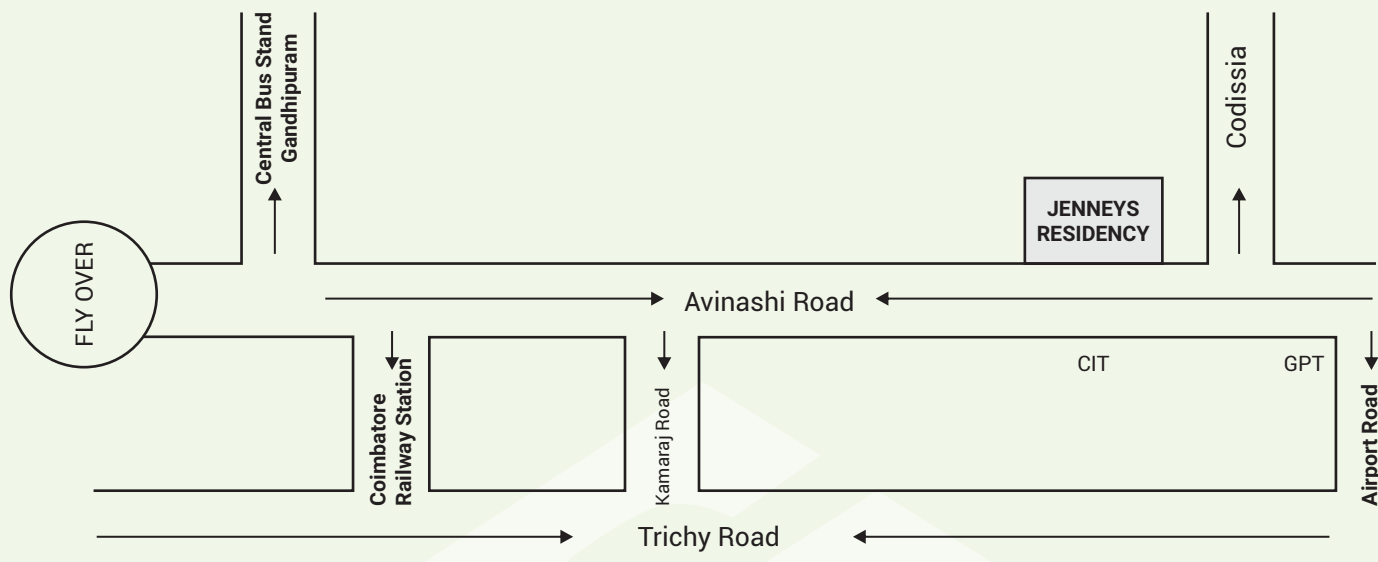 Central Bus Stand
Gandhipuram
Codissia
JENNEYS
RESIDENCY
FLY OVER
Avinashi Road
CIT
GPT
Coimbatore
Railway Station
Kamaraj Road
Airport Road
Trichy Road